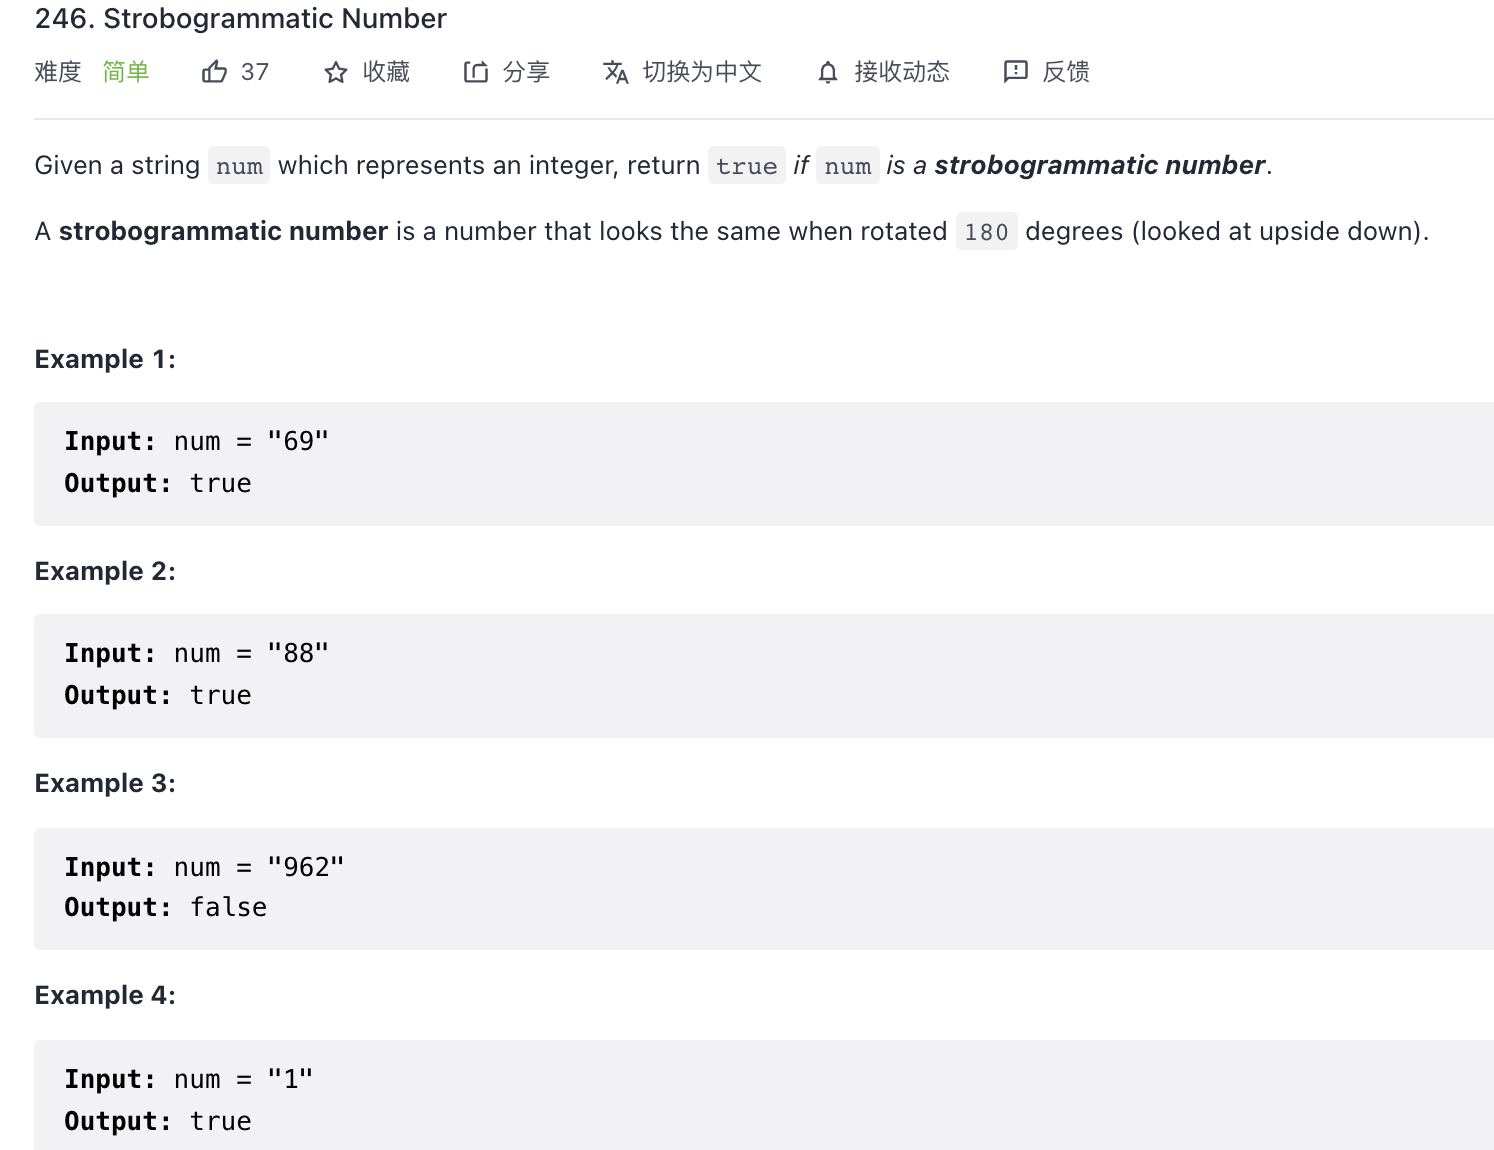 246. Strobogrammatic Number
难度 简单 37 收藏 分享 切换为中文 接收动态 反馈
Given a string num which represents an integer, return true if num is a strobogrammatic number.
A strobogrammatic number is a number that looks the same when rotated 180 degrees (looked at upside down).
Example 1:
Input: num = "69"
Output: true
Example 2:
Input: num = "88"
Output: true
Example 3:
Input: num = "962"
Output: false
Example 4:
Input: num = "1"
Output: true